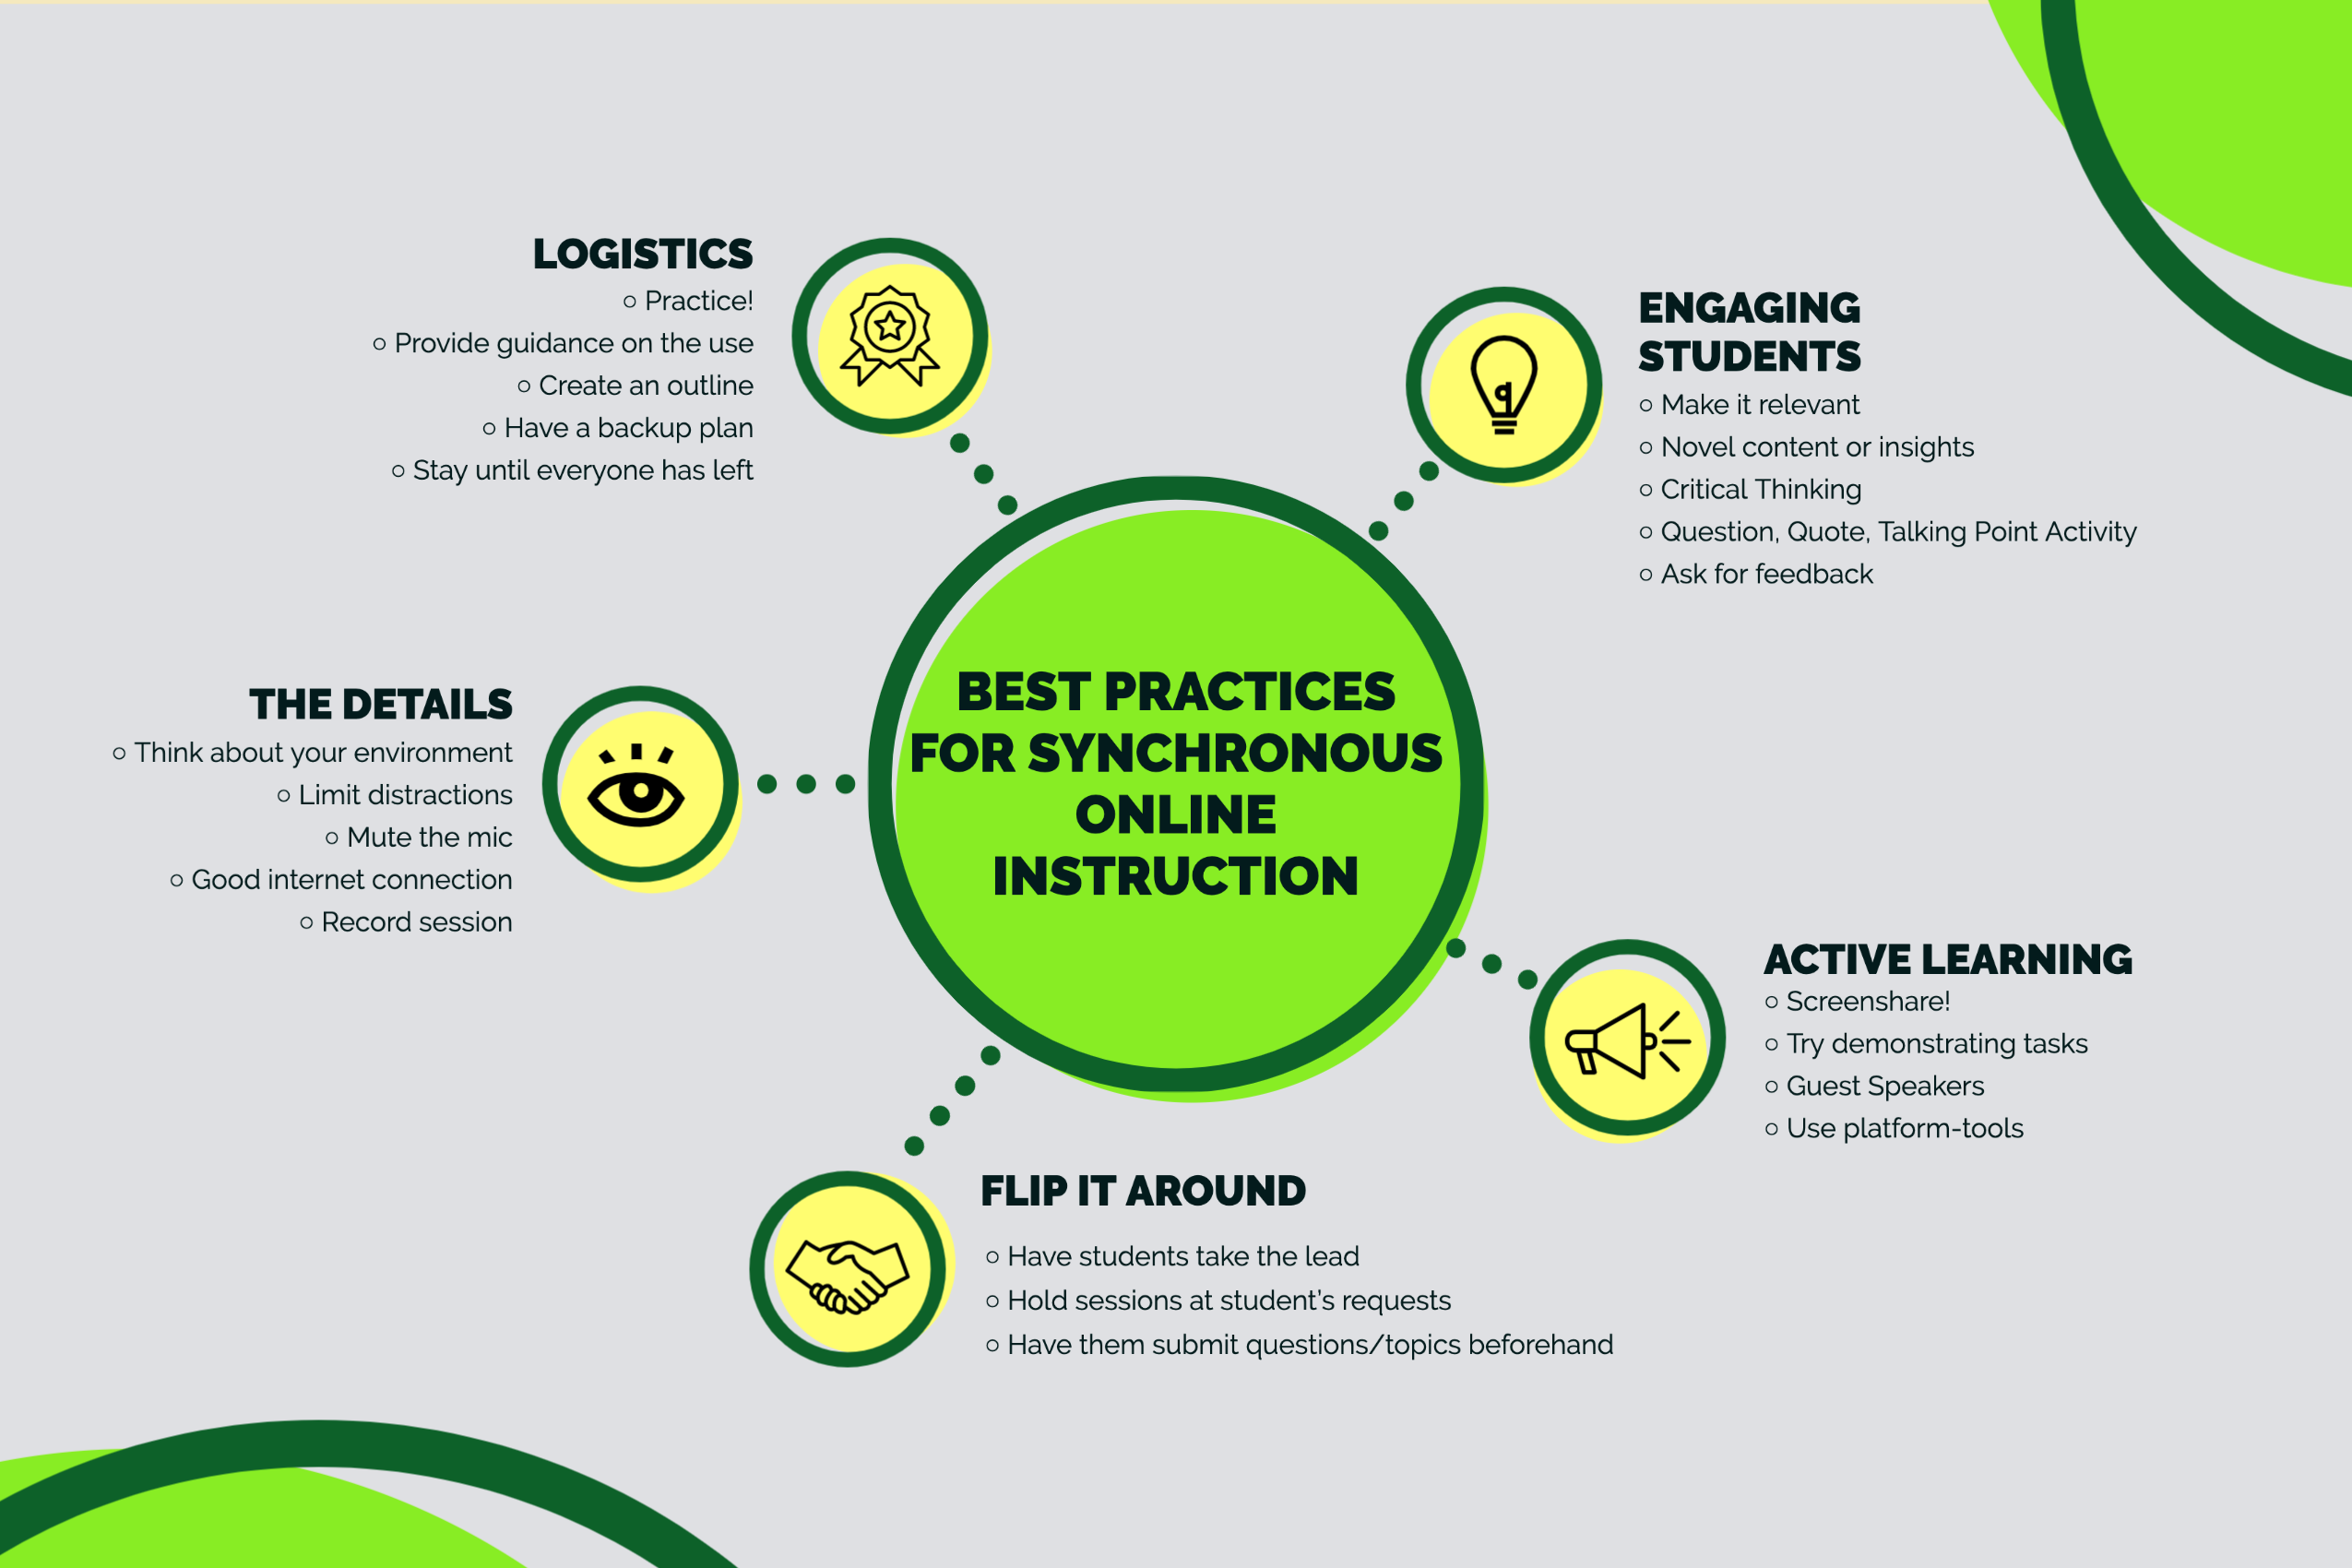 LOGISTICS
○ Practice!
○ Provide guidance on the use
○ Create an outline
○ Have a backup plan
○ Stay until everyone has left
ENGAGING
STUDENTS
○ Make it relevant
○ Novel content or insights
○ Critical Thinking
○ Question, Quote, Talking Point Activity
○ Ask for feedback
THE DETAILS
○ Think about your environment
○ Limit distractions
○ Mute the mic
○ Good internet connection
○ Record session
BEST PRACTICES
FOR SYNCHRONOUS
ONLINE
INSTRUCTION
ACTIVE LEARNING
○ Screenshare!
○ Try demonstrating tasks
○ Guest Speakers
○ Use platform-tools
FLIP IT AROUND
○ Have students take the lead
○ Hold sessions at student's requests
○ Have them submit questions/topics beforehand